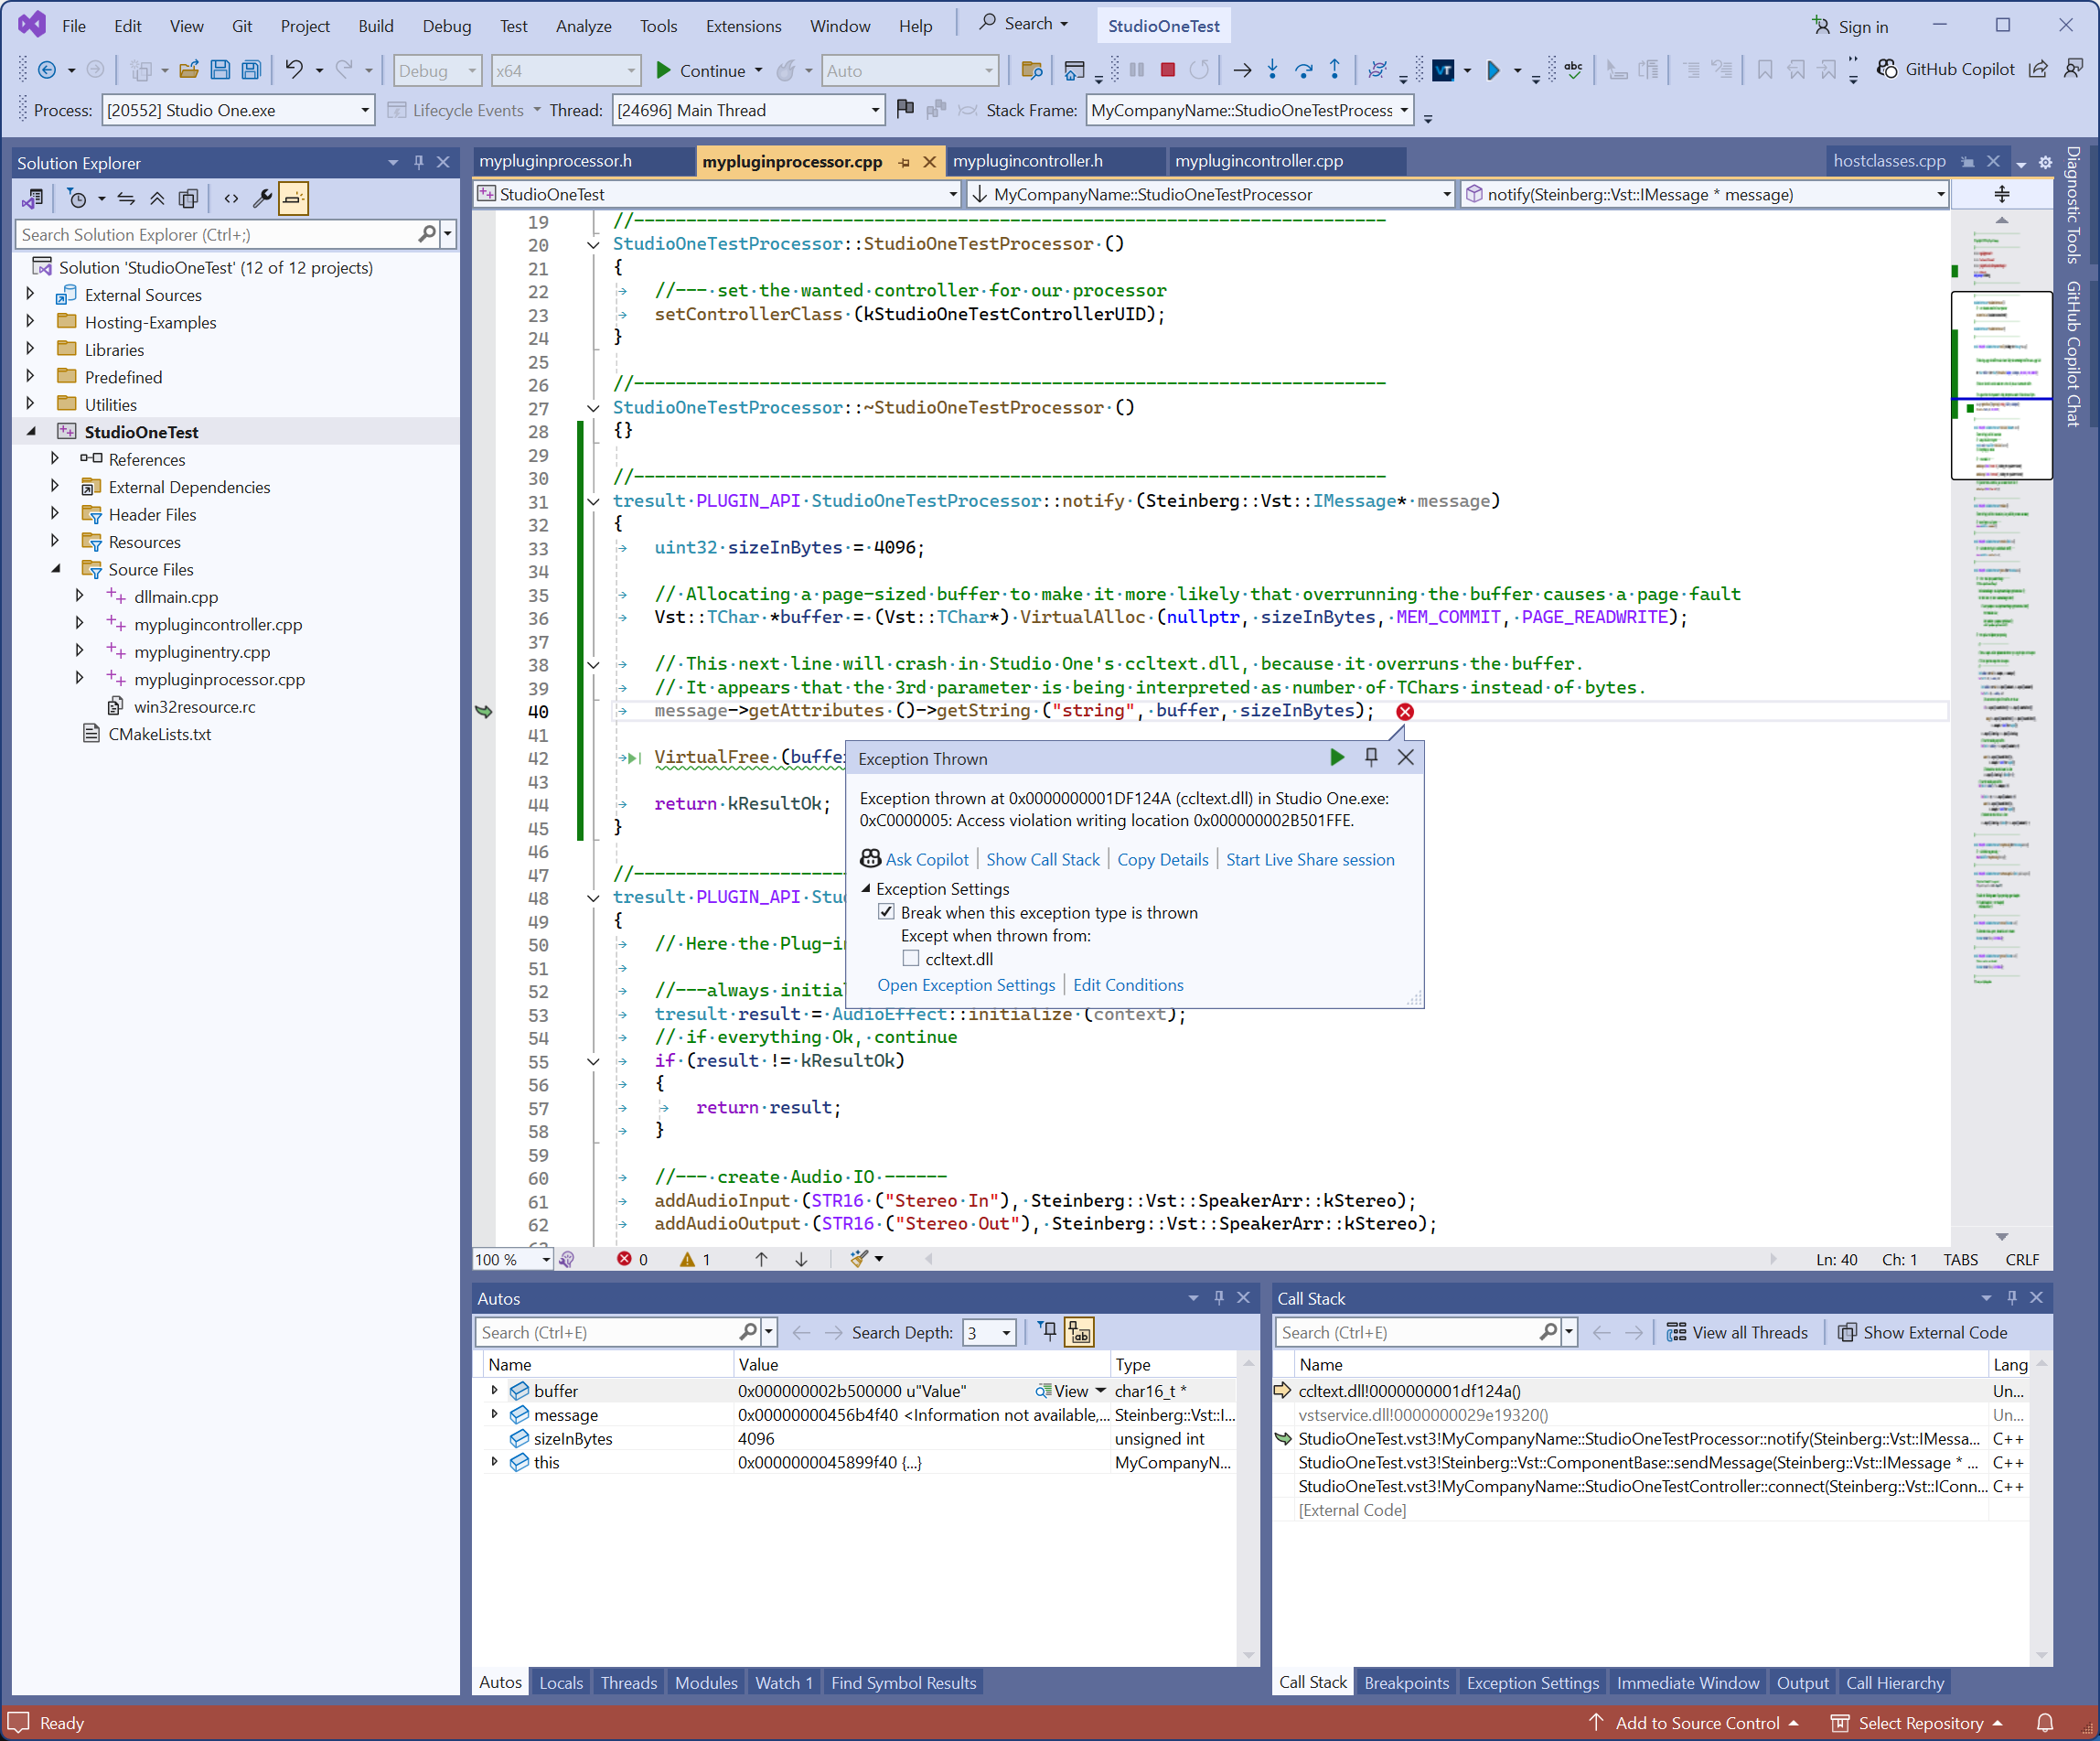 File Edit View Git Project Build Debug Test Analyze Tools Extensions Window Help Search StudioOneTest Sign in
Debug x64 Continue Auto GitHub Copilot
Process: [20552] Studio One.exe Lifecycle Events Thread: [24696] Main Thread Stack Frame: MyCompanyName::StudioOneTestProcess
Solution Explorer
Search Solution Explorer (Ctrl+;)
Solution 'StudioOneTest' (12 of 12 projects)
External Sources
Hosting-Examples
Libraries
Predefined
Utilities
StudioOneTest
References
External Dependencies
Header Files
Resources
Source Files
dllmain.cpp
myplugincontroller.cpp
mypluginentry.cpp
mypluginprocessor.cpp
win32resource.rc
CMakeLists.txt
mypluginprocessor.h mypluginprocessor.cpp myplugincontroller.h myplugincontroller.cpp hostclasses.cpp
StudioOneTest MyCompanyName::StudioOneTestProcessor notify(Steinberg::Vst::IMessage * message)
19 //------------------------------------------------------------------------
20 StudioOneTestProcessor::StudioOneTestProcessor ()
21 {
22 //--- set the wanted controller for our processor
23 setControllerClass (kStudioOneTestControllerUID);
24 }
25
26 //------------------------------------------------------------------------
27 StudioOneTestProcessor::~StudioOneTestProcessor ()
28 {}
29
30 //------------------------------------------------------------------------
31 tresult PLUGIN_API StudioOneTestProcessor::notify (Steinberg::Vst::IMessage* message)
32 {
33 uint32 sizeInBytes = 4096;
34
35 // Allocating a page-sized buffer to make it more likely that overrunning the buffer causes a page fault
36 Vst::TChar *buffer = (Vst::TChar*) VirtualAlloc (nullptr, sizeInBytes, MEM_COMMIT, PAGE_READWRITE);
37
38 // This next line will crash in Studio One's ccltext.dll, because it overruns the buffer.
39 // It appears that the 3rd parameter is being interpreted as number of TChars instead of bytes.
40 message->getAttributes ()->getString ("string", buffer, sizeInBytes);
41
42 VirtualFree (buffe
43
44 return kResultOk;
45 }
46
47 //----------------------
48 tresult PLUGIN_API Stu
49 {
50 // Here the Plug-i
51
52 //---always initia
53 tresult result = AudioEffect::initialize (context);
54 // if everything Ok, continue
55 if (result != kResultOk)
56 {
57 return result;
58 }
59
60 //--- create Audio IO ------
61 addAudioInput (STR16 ("Stereo In"), Steinberg::Vst::SpeakerArr::kStereo);
62 addAudioOutput (STR16 ("Stereo Out"), Steinberg::Vst::SpeakerArr::kStereo);
Exception Thrown
Exception thrown at 0x0000000001DF124A (ccltext.dll) in Studio One.exe:
0xC0000005: Access violation writing location 0x000000002B501FFE.
Ask Copilot Show Call Stack Copy Details Start Live Share session
Exception Settings
Break when this exception type is thrown
Except when thrown from:
ccltext.dll
Open Exception Settings Edit Conditions
Diagnostic Tools
GitHub Copilot Chat
100 % 0 1 Ln: 40 Ch: 1 TABS CRLF
Autos
Search (Ctrl+E) Search Depth: 3
Name Value Type
buffer 0x000000002b500000 u"Value" View char16_t *
message 0x00000000456b4f40 <Information not available,... Steinberg::Vst::I...
sizeInBytes 4096 unsigned int
this 0x0000000045899f40 {...} MyCompanyN...
Autos Locals Threads Modules Watch 1 Find Symbol Results
Call Stack
Search (Ctrl+E) View all Threads Show External Code
Name Lang
ccltext.dll!0000000001df124a() Un...
vstservice.dll!0000000029e19320() Un...
StudioOneTest.vst3!MyCompanyName::StudioOneTestProcessor::notify(Steinberg::Vst::IMessa... C++
StudioOneTest.vst3!Steinberg::Vst::ComponentBase::sendMessage(Steinberg::Vst::IMessage * ... C++
StudioOneTest.vst3!MyCompanyName::StudioOneTestController::connect(Steinberg::Vst::IConn... C++
[External Code]
Call Stack Breakpoints Exception Settings Immediate Window Output Call Hierarchy
Ready Add to Source Control Select Repository